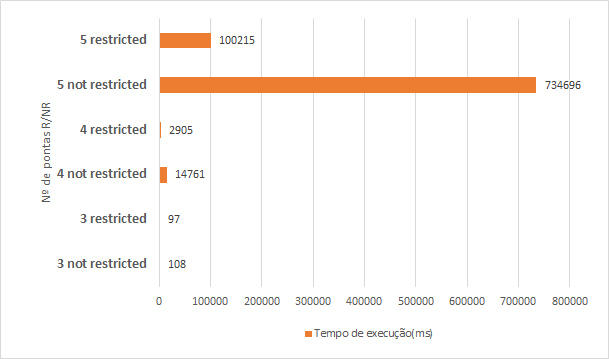 Nº de pontas R/NR
5 restricted 100215
5 not restricted 734696
4 restricted 2905
4 not restricted 14761
3 restricted 97
3 not restricted 108
0 100000 200000 300000 400000 500000 600000 700000 800000
Tempo de execução(ms)